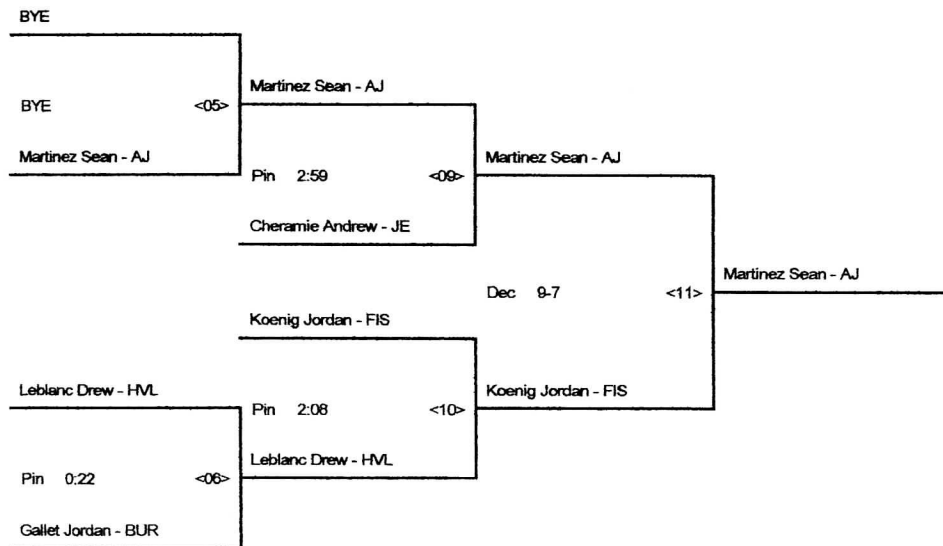 BYE
BYE <05>
Martinez Sean - AJ
Martinez Sean - AJ
Pin 2:59 <09>
Cheramie Andrew - JE
Martinez Sean - AJ
Dec 9-7 <11>
Martinez Sean - AJ
Koenig Jordan - FIS
Pin 2:08 <10>
Leblanc Drew - HVL
Koenig Jordan - FIS
Leblanc Drew - HVL
Pin 0:22 <06>
Gallet Jordan - BUR